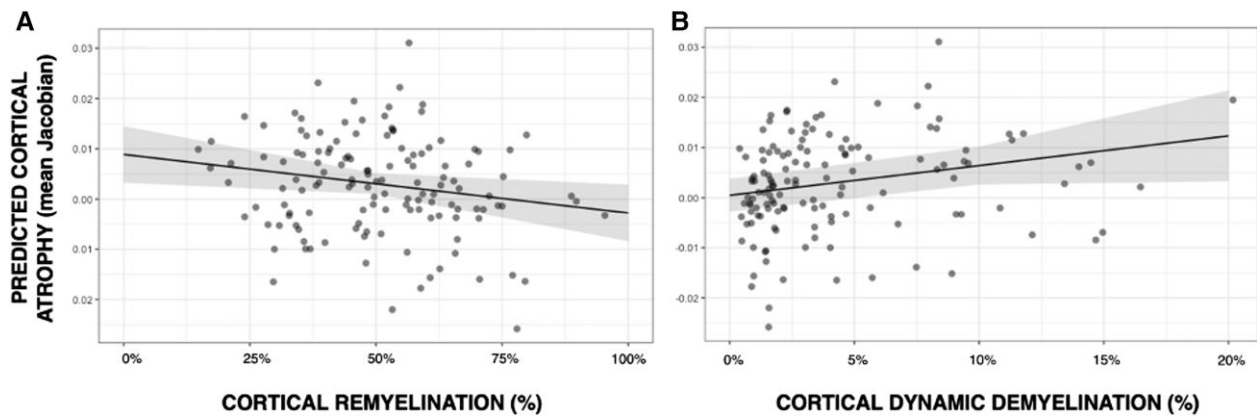 A
B
PREDICTED CORTICAL
ATROPHY (mean Jacobian)
0.03
0.02
0.01
0.00
0.01
0.02
0.03
0.02
0.01
0.00
-0.01
-0.02
0% 25% 50% 75% 100%
0% 5% 10% 15% 20%
CORTICAL REMYELINATION (%)
CORTICAL DYNAMIC DEMYELINATION (%)